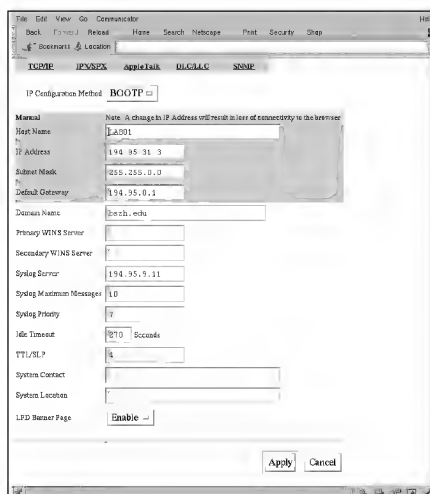 File Edit View Go Communicator Hel
Back Forward Reload Home Search Netscape Print Security Shop
Bookmarks Location
TCP/IP IPX/SPX AppleTalk DLC/LLC SNMP
IP Configuration Method BOOTP
Manual Note: A change in IP Address will result in loss of connectivity to the browser
Host Name LAB01
IP Address 194.95.31.3
Subnet Mask 255.255.0.0
Default Gateway 194.95.0.1
Domain Name bszh.edu
Primary WINS Server
Secondary WINS Server
Syslog Server 194.95.9.11
Syslog Maximum Messages 10
Syslog Priority 7
Idle Timeout 270 Seconds
TTL/SLP 4
System Contact
System Location
LPD Banner Page Enable
Apply Cancel